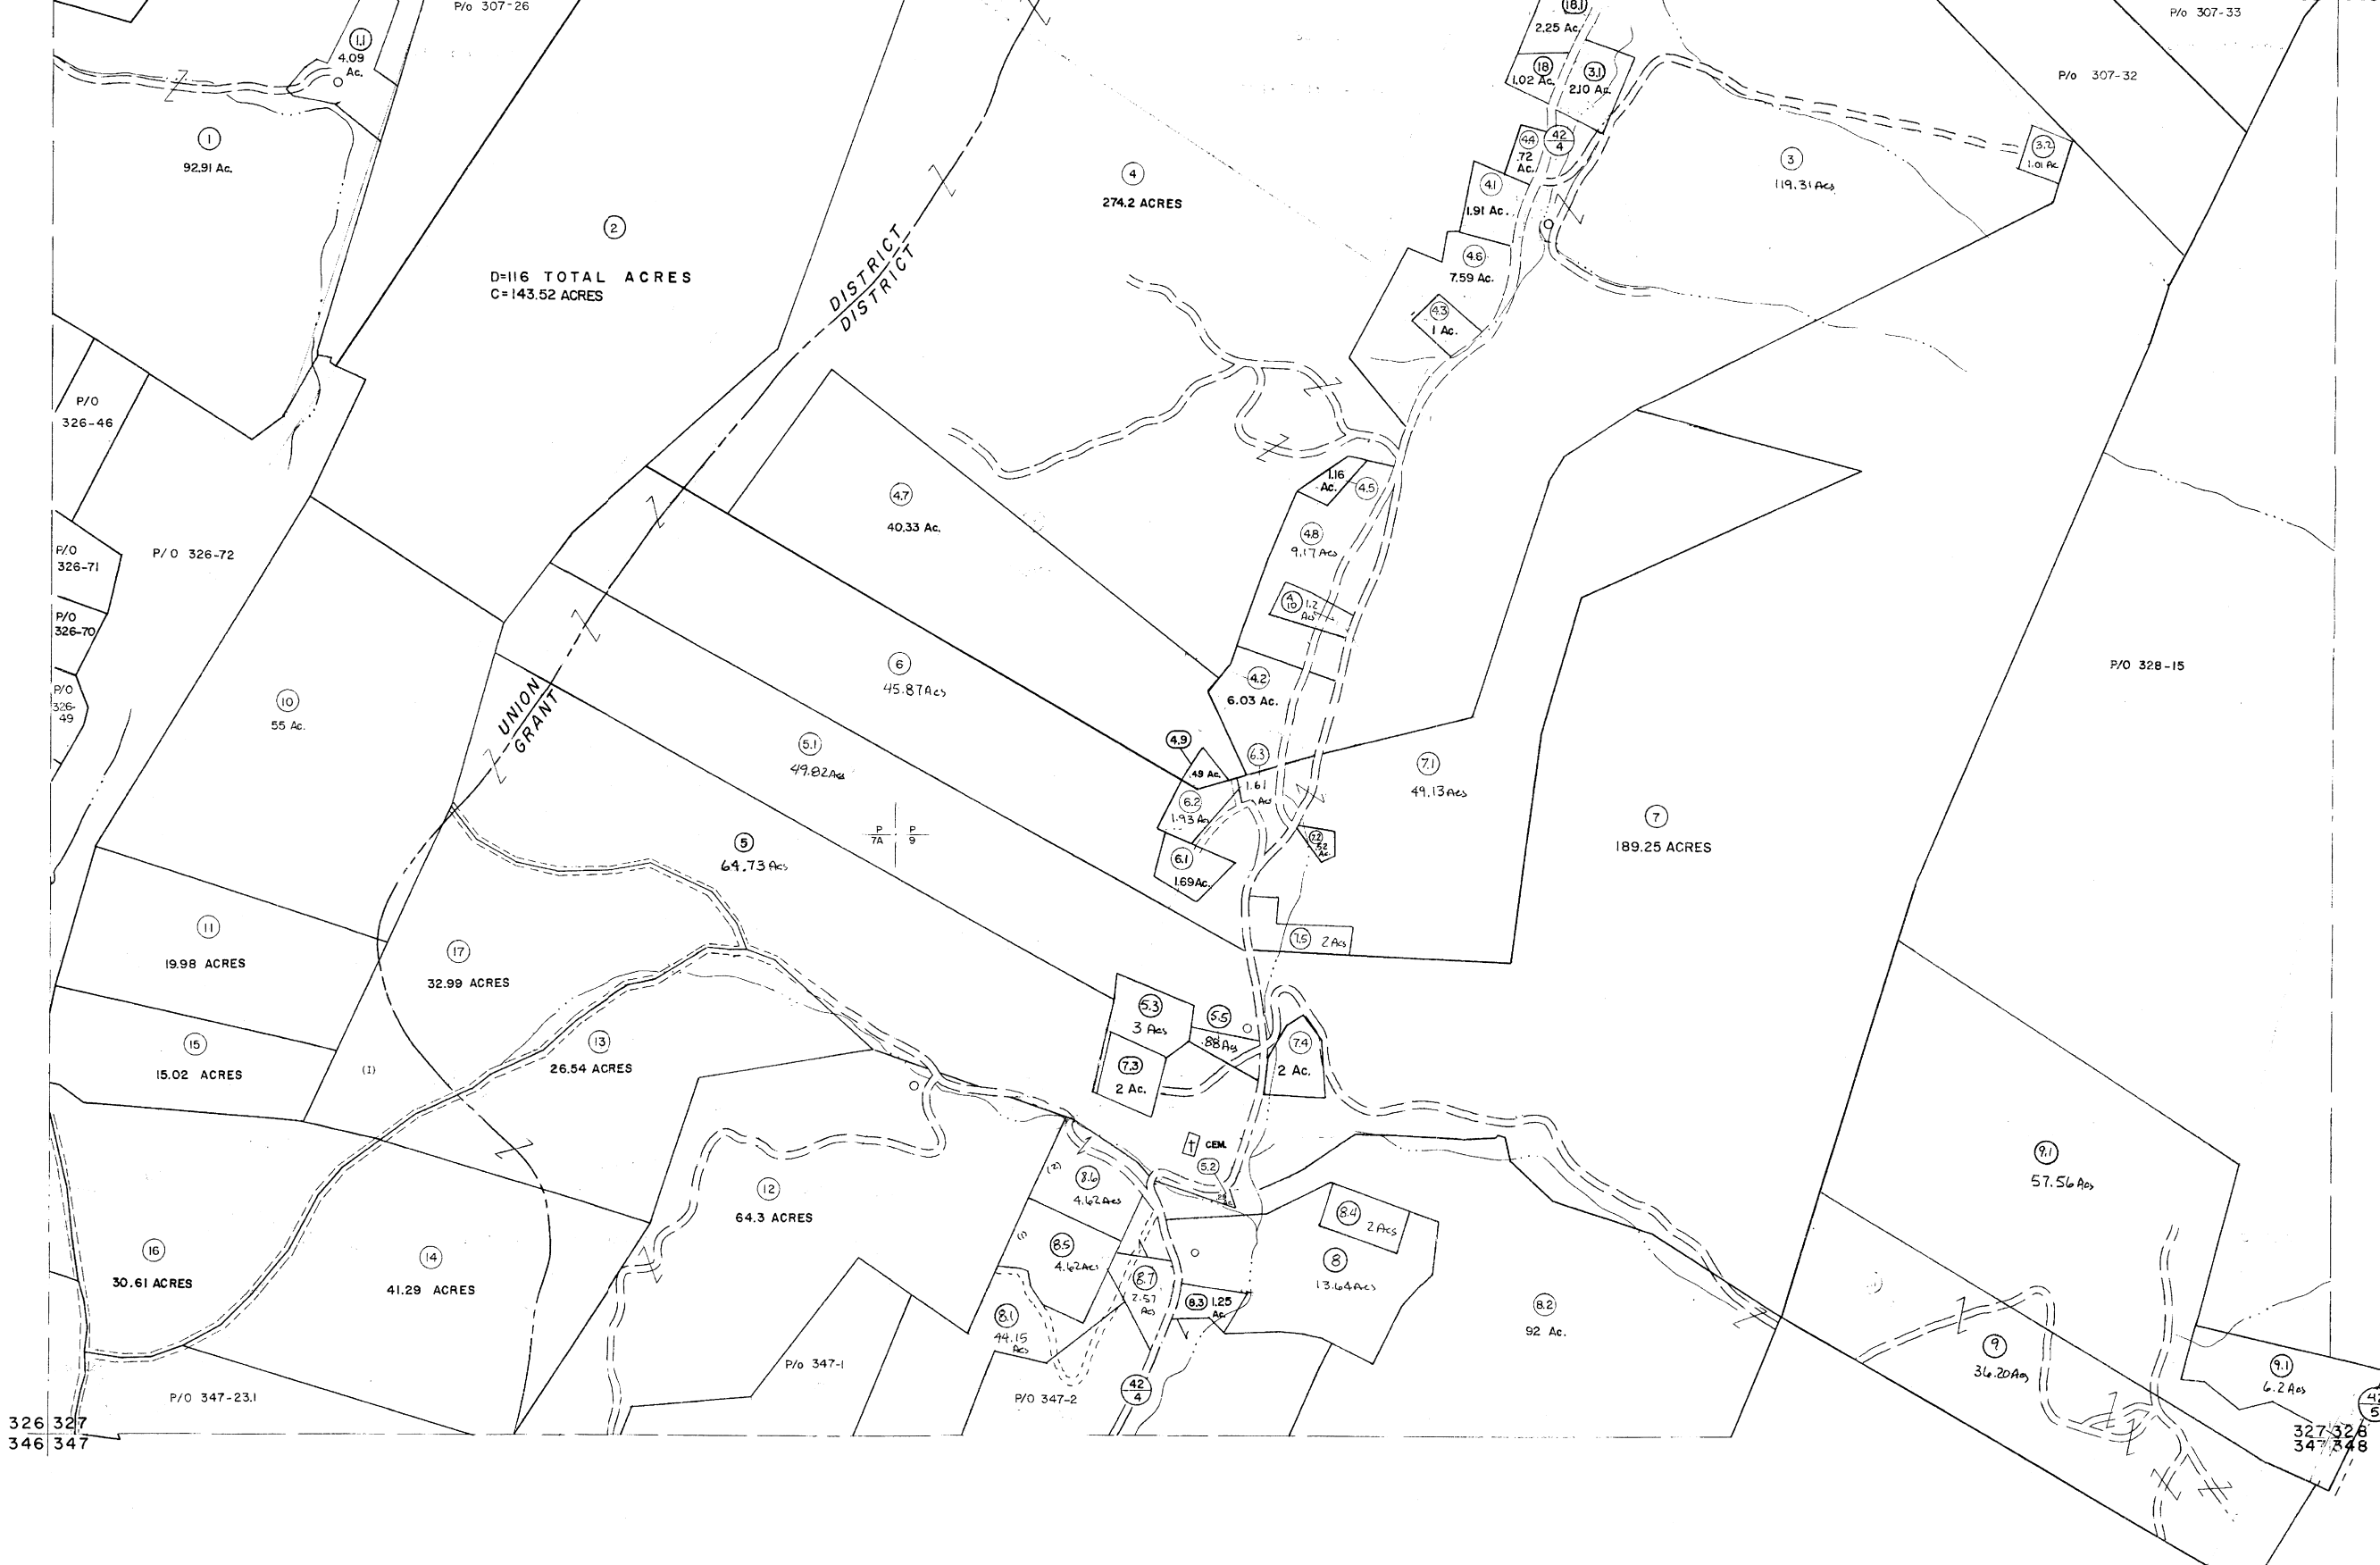 P/o 307-26
18.1
2.25 Ac.
P/o 307-33
1.1
4.09
Ac.
18
1.02 Ac.
3.1
2.10 Ac.
P/o 307-32
1
92.91 Ac.
4.4
.72
Ac.
42
4
3
119.31 Acs
3.2
1.01 Ac.
4
274.2 ACRES
4.1
1.91 Ac.
2
D=116 TOTAL ACRES
C=143.52 ACRES
DISTRICT
DISTRICT
4.6
7.59 Ac.
4.3
1 Ac.
P/O
326-46
4.7
40.33 Ac.
1.16
Ac.
4.5
4.8
9.17 Acs
P/O
326-71
P/O 326-72
4
10
1.2
Ac
P/O
326-70
6
45.87 Acs
4.2
6.03 Ac.
P/O 328-15
P/O
326-
49
10
55 Ac.
UNION
GRANT
5.1
49.82 Acs
4.9
.49 Ac.
6.3
1.61
Acs
7.1
49.13 Acs
6.2
1.93 Acs
7
189.25 ACRES
P
7A
P
9
5
64.73 Acs
7.2
.52
Ac.
6.1
1.69 Ac.
11
19.98 ACRES
17
32.99 ACRES
7.5 2 Acs
5.3
3 Acs
5.5
.88 Acs
15
15.02 ACRES
(1)
13
26.54 ACRES
7.3
2 Ac.
7.4
2 Ac.
CEM.
5.2
9.1
57.56 Acs
(2)
8.6
4.62 Acs
12
64.3 ACRES
8.4 2 Acs
16
30.61 ACRES
14
41.29 ACRES
(1)
8.5
4.62 Acs
8.7
2.57
Acs
8
13.64 Acs
8.3 1.25
Ac.
8.1
44.15
Acs
8.2
92 Ac.
9
36.20 Acs
9.1
6.2 Acs
P/o 347-1
P/O 347-23.1
P/O 347-2
42
4
42
5
326 327
346 347
327 328
347 348